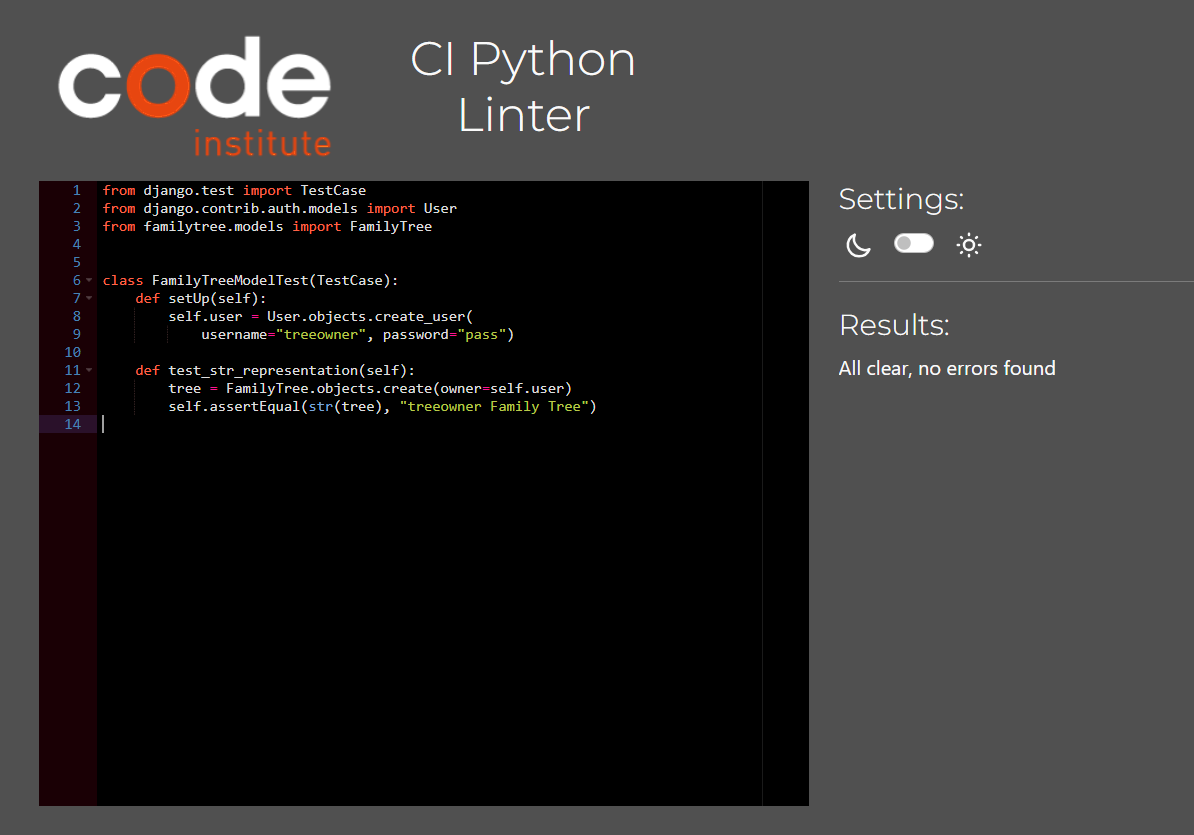 code
institute
CI Python
Linter
1 from django.test import TestCase
2 from django.contrib.auth.models import User
3 from familytree.models import FamilyTree
4
5
6 class FamilyTreeModelTest(TestCase):
7     def setUp(self):
8         self.user = User.objects.create_user(
9             username="treeowner", password="pass")
10
11     def test_str_representation(self):
12         tree = FamilyTree.objects.create(owner=self.user)
13         self.assertEqual(str(tree), "treeowner Family Tree")
14
Settings:
Results:
All clear, no errors found